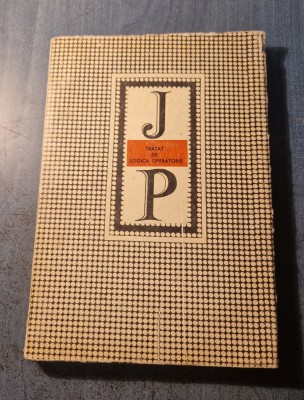 J
TRATAT
DE
LOGICA OPERATORIE
P